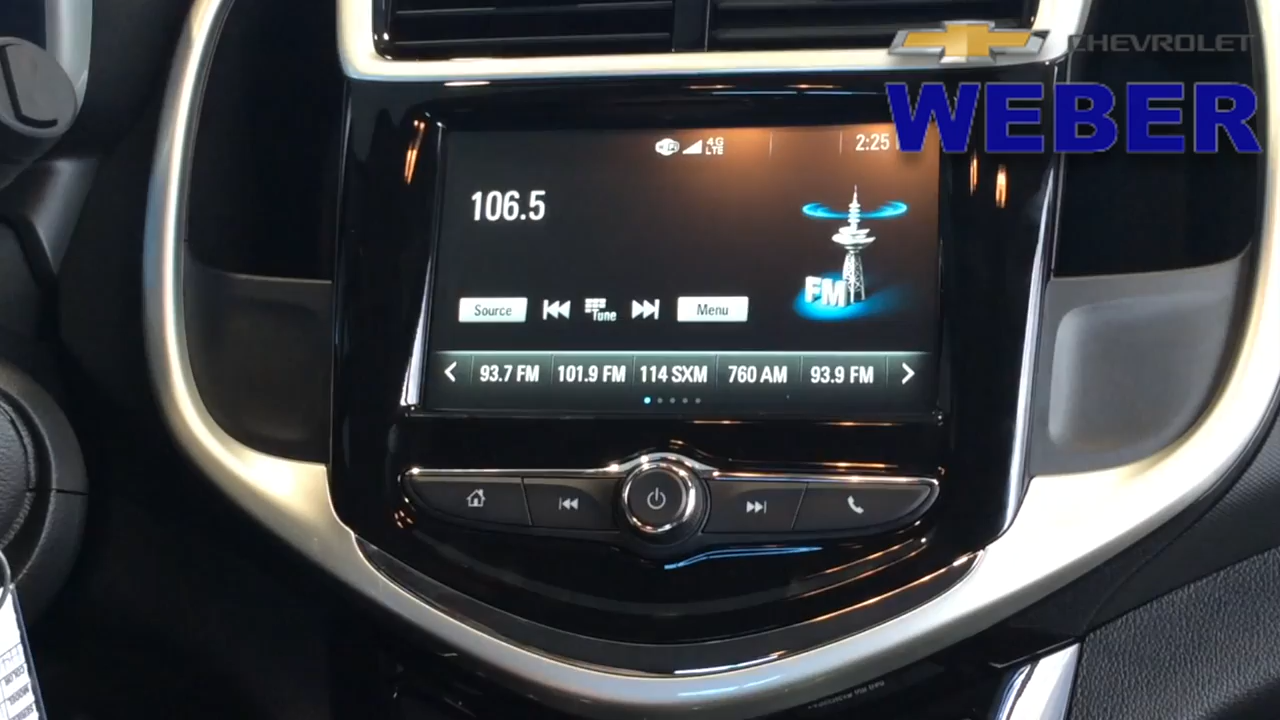 CHEVROLET
WEBER
4G
LTE
2:25
106.5
FM
Source
Tune
Menu
93.7 FM 101.9 FM 114 SXM 760 AM 93.9 FM